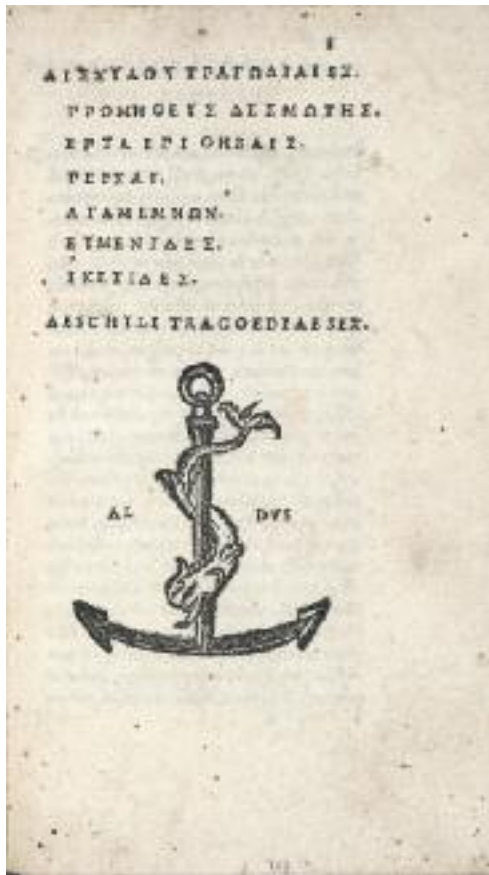 ΑΙΣΧΥΛΟΥ ΤΡΑΓΩΔΙΑΙ ΕΞ.
ΠΡΟΜΗΘΕΥΣ ΔΕΣΜΩΤΗΣ.
ΕΠΤΑ ΕΠΙ ΘΗΒΑΙΣ.
ΠΕΡΣΑΙ.
ΑΓΑΜΕΜΝΩΝ.
ΕΥΜΕΝΙΔΕΣ.
ΙΚΕΤΙΔΕΣ.
AESCHYLI TRAGOEDIAE SEX.
AL DVS